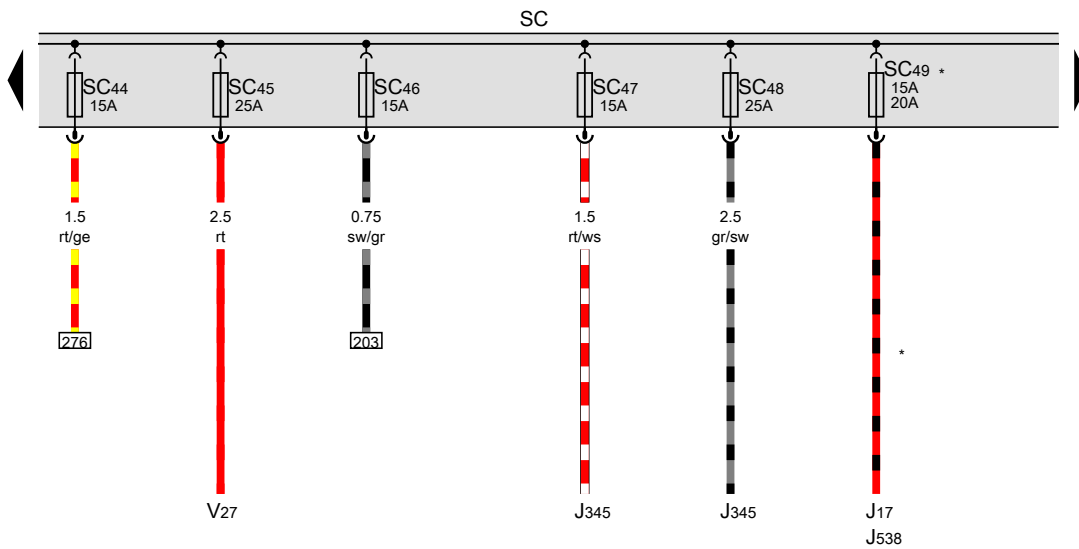 SC
SC44
15A
SC45
25A
SC46
15A
SC47
15A
SC48
25A
SC49 *
15A
20A
1.5
rt/ge
2.5
rt
0.75
sw/gr
1.5
rt/ws
2.5
gr/sw
276
203
*
V27
J345
J345
J17
J538